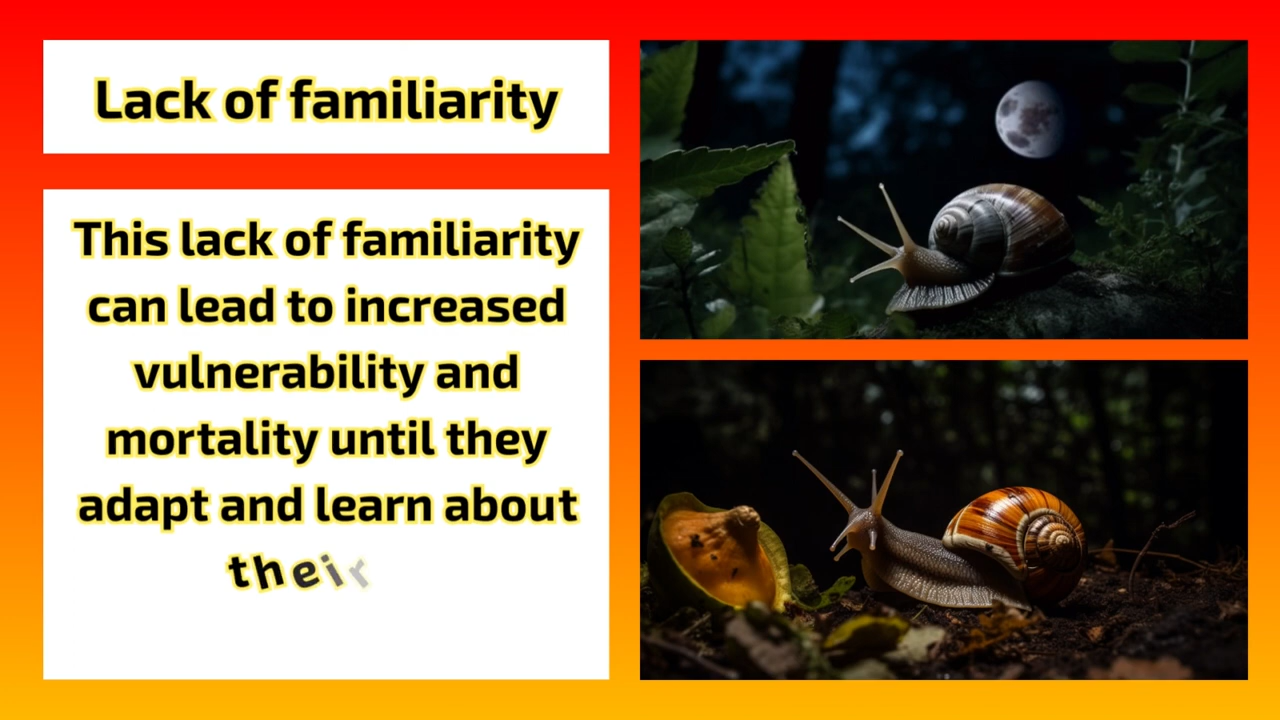 Lack of familiarity
This lack of familiarity
can lead to increased
vulnerability and
mortality until they
adapt and learn about
their